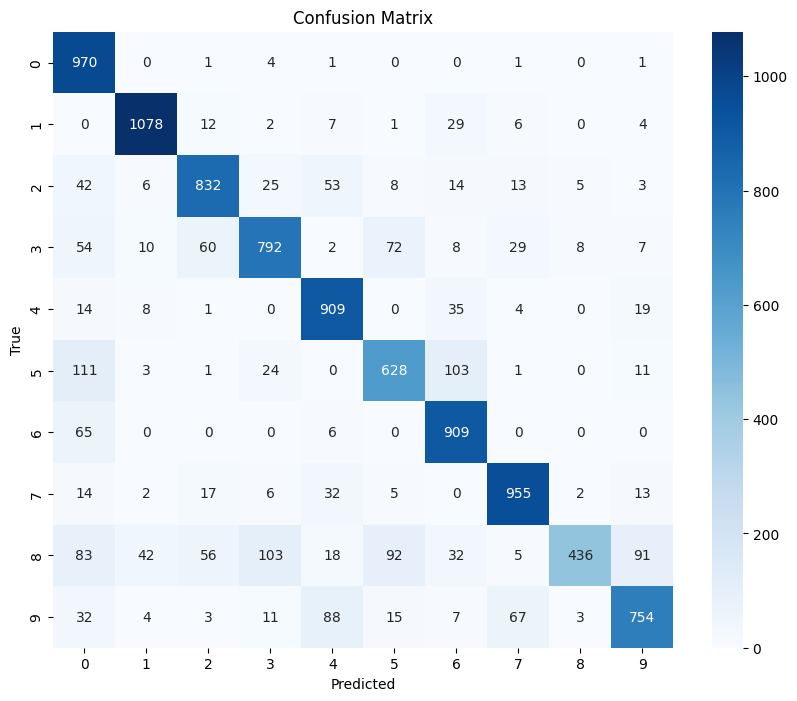 Confusion Matrix
0 970 0 1 4 1 0 0 1 0 1
1 0 1078 12 2 7 1 29 6 0 4
2 42 6 832 25 53 8 14 13 5 3
3 54 10 60 792 2 72 8 29 8 7
4 14 8 1 0 909 0 35 4 0 19
5 111 3 1 24 0 628 103 1 0 11
6 65 0 0 0 6 0 909 0 0 0
7 14 2 17 6 32 5 0 955 2 13
8 83 42 56 103 18 92 32 5 436 91
9 32 4 3 11 88 15 7 67 3 754
0 1 2 3 4 5 6 7 8 9
Predicted
True
1000
800
600
400
200
0